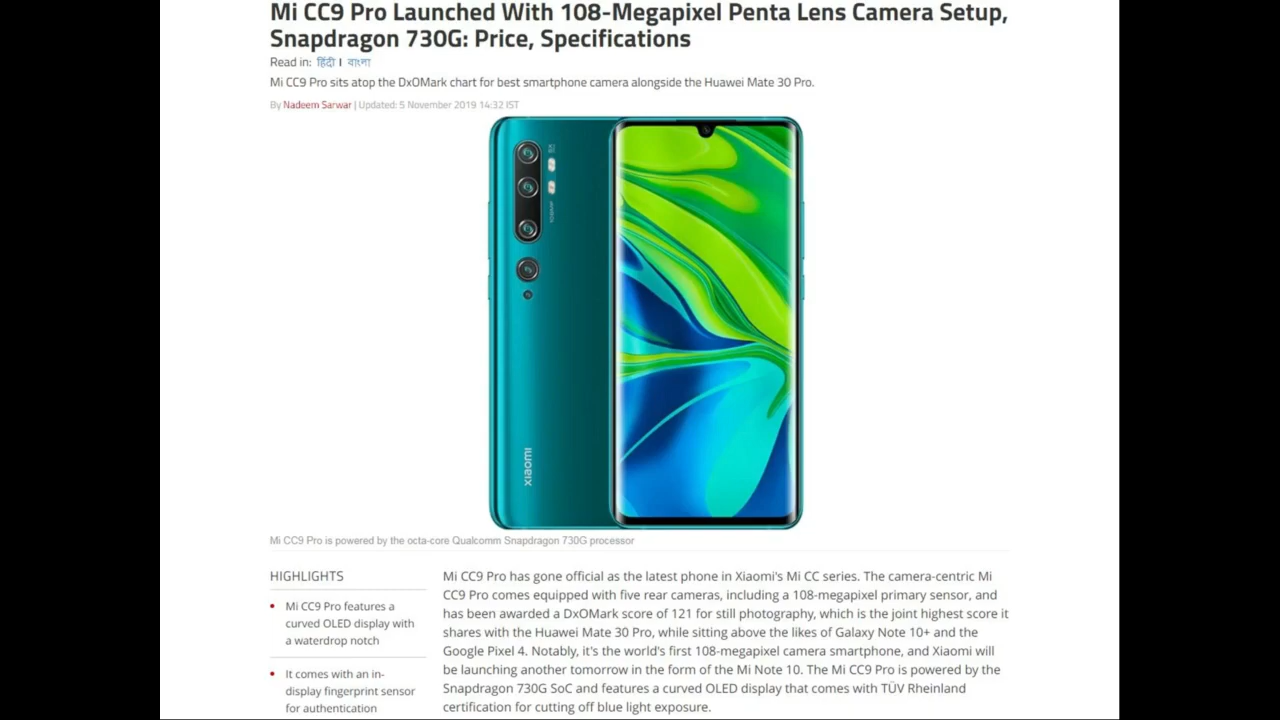 Mi CC9 Pro Launched With 108-Megapixel Penta Lens Camera Setup,
Snapdragon 730G: Price, Specifications
Read in: हिंदी | বাংলা
Mi CC9 Pro sits atop the DxOMark chart for best smartphone camera alongside the Huawei Mate 30 Pro.
By Nadeem Sarwar | Updated: 5 November 2019 14:32 IST
xiaomi
Mi CC9 Pro is powered by the octa-core Qualcomm Snapdragon 730G processor
HIGHLIGHTS
Mi CC9 Pro features a
curved OLED display with
a waterdrop notch
It comes with an in-
display fingerprint sensor
for authentication
Mi CC9 Pro has gone official as the latest phone in Xiaomi's Mi CC series. The camera-centric Mi
CC9 Pro comes equipped with five rear cameras, including a 108-megapixel primary sensor, and
has been awarded a DxOMark score of 121 for still photography, which is the joint highest score it
shares with the Huawei Mate 30 Pro, while sitting above the likes of Galaxy Note 10+ and the
Google Pixel 4. Notably, it's the world's first 108-megapixel camera smartphone, and Xiaomi will
be launching another tomorrow in the form of the Mi Note 10. The Mi CC9 Pro is powered by the
Snapdragon 730G SoC and features a curved OLED display that comes with TÜV Rheinland
certification for cutting off blue light exposure.